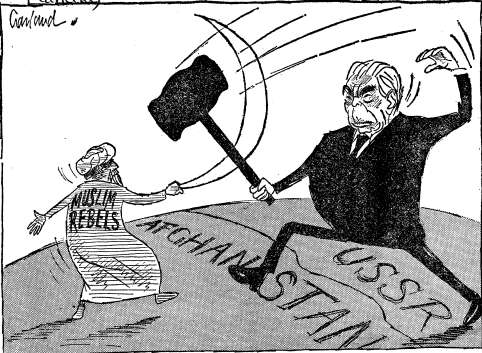 Garland
MUSLIM
REBELS
AFGHANISTAN
USSR